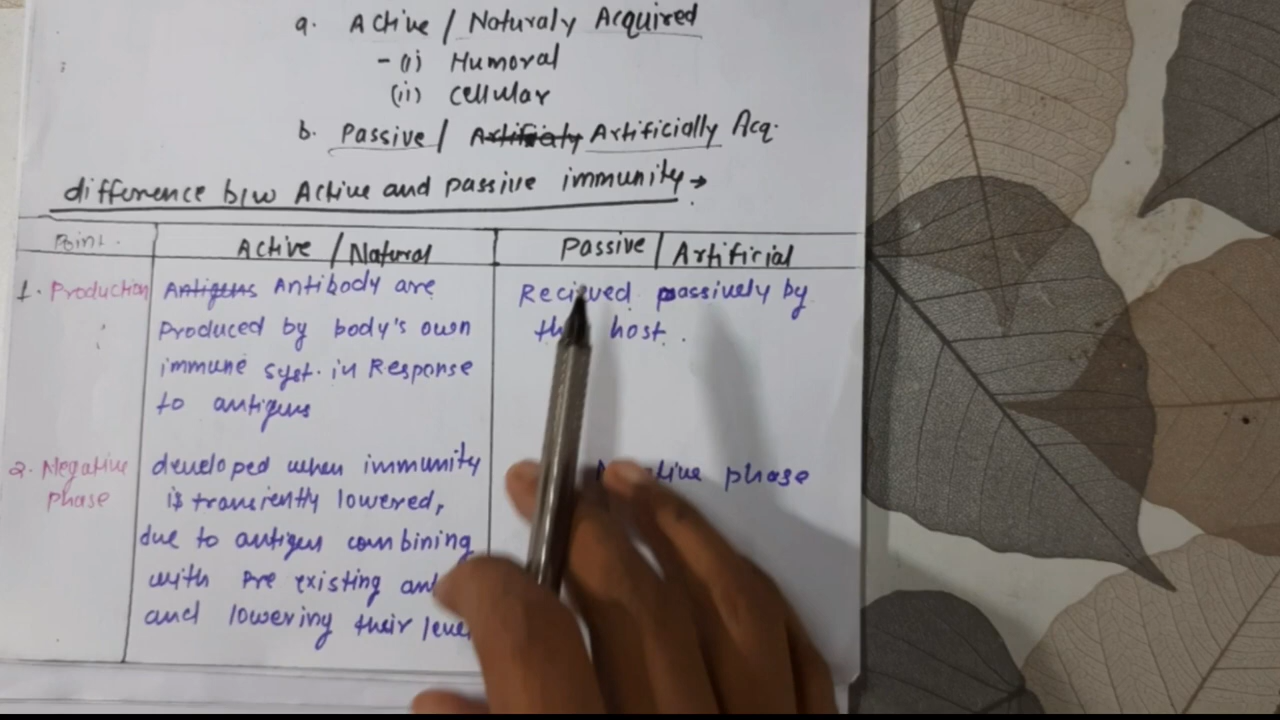 a. Active / Naturaly Acquired
- (i) Humoral
(ii) cellular
b. Passive / Artificialy Artificially Acq.
difference b/w Active and passive immunity →
Point. Active / Natural Passive / Artificial
1. Production Antigens Antibody are Recieved passively by
produced by body's own the host.
immune syst. in Response
to antigens
2. Negative developed when immunity phase
phase is transiently lowered,
due to antigen combining
with Pre existing
and lowering their